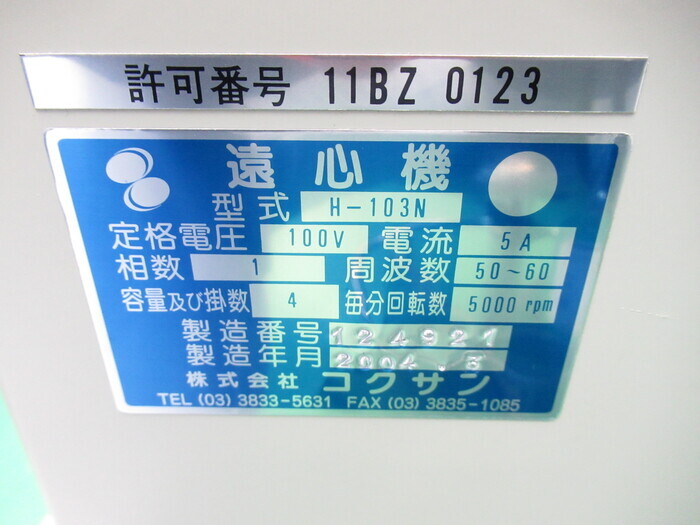 許可番号 11BZ 0123
遠心機
型式 H-103N
定格電圧 100V 電流 5A
相数 1 周波数 50~60
容量及び掛数 4 毎分回転数 5000 rpm
製造番号 124921
製造年月 2004.3
株式会社 コクサン
TEL (03) 3833-5631 FAX (03) 3835-1085